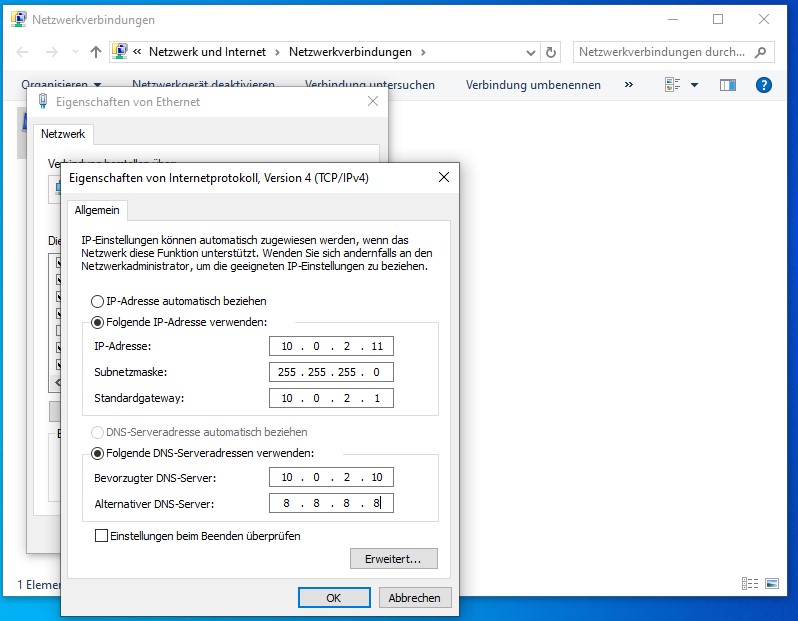 Netzwerkverbindungen
« Netzwerk und Internet › Netzwerkverbindungen ›
Netzwerkverbindungen durch...
Organisieren Netzwerkgerät deaktivieren Verbindung untersuchen Verbindung umbenennen »
Eigenschaften von Ethernet
Netzwerk
Verbindung herstellen über:
Eigenschaften von Internetprotokoll, Version 4 (TCP/IPv4)
Allgemein
IP-Einstellungen können automatisch zugewiesen werden, wenn das
Netzwerk diese Funktion unterstützt. Wenden Sie sich andernfalls an den
Netzwerkadministrator, um die geeigneten IP-Einstellungen zu beziehen.
IP-Adresse automatisch beziehen
Folgende IP-Adresse verwenden:
IP-Adresse: 10 . 0 . 2 . 11
Subnetzmaske: 255 . 255 . 255 . 0
Standardgateway: 10 . 0 . 2 . 1
DNS-Serveradresse automatisch beziehen
Folgende DNS-Serveradressen verwenden:
Bevorzugter DNS-Server: 10 . 0 . 2 . 10
Alternativer DNS-Server: 8 . 8 . 8 . 8
Einstellungen beim Beenden überprüfen
Erweitert...
1 Elemen
OK Abbrechen